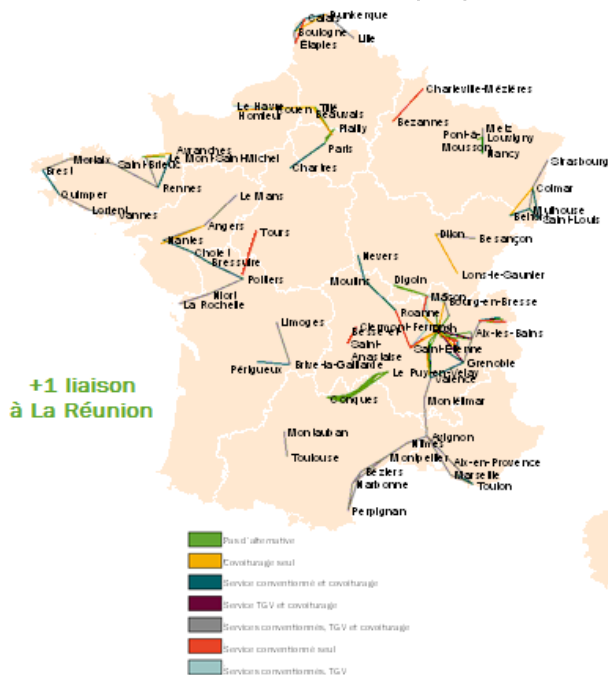 Dunkerque
Calais
Boulogne
Lille
Étaples
Charleville-Mézières
Le Havre
Rouen
Tillé
Honfleur
Beauvais
Bezannes
Metz
Plailly
Pont-à-
Louvigny
Mousson
Paris
Nancy
Avranches
Strasbourg
Morlaix
Saint-Brieuc
Le Mont-Saint-Michel
Chartres
Brest
Rennes
Colmar
Quimper
Le Mans
Mulhouse
Lorient
Vannes
Belfort
Saint-Louis
Angers
Tours
Dijon
Nantes
Besançon
Cholet
Nevers
Bressuire
Lons-le-Saunier
Poitiers
Moulins
Digoin
Niort
Mâcon
La Rochelle
Bourg-en-Bresse
Roanne
Limoges
Clermont-Ferrand
Aix-les-Bains
Saint-
Saint-Étienne
Anastaise
Grenoble
Périgueux
Brive-la-Gaillarde
Le Puy-en-Velay
Valence
+1 liaison
à La Réunion
Conques
Montélimar
Montauban
Avignon
Nîmes
Toulouse
Montpellier
Aix-en-Provence
Béziers
Marseille
Narbonne
Toulon
Perpignan
Pas d'alternative
Covoiturage seul
Service conventionné et covoiturage
Service TGV et covoiturage
Services conventionnés, TGV et covoiturage
Service conventionné seul
Services conventionnés, TGV